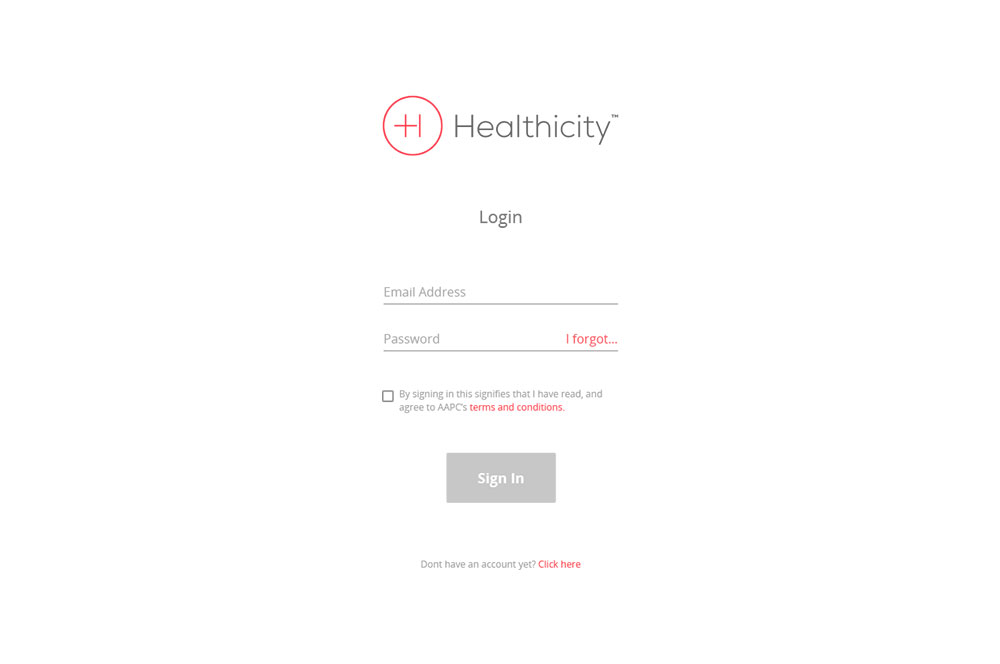 Healthicity™
Login
Email Address
Password I forgot...
By signing in this signifies that I have read, and
agree to AAPC's terms and conditions.
Sign In
Dont have an account yet? Click here